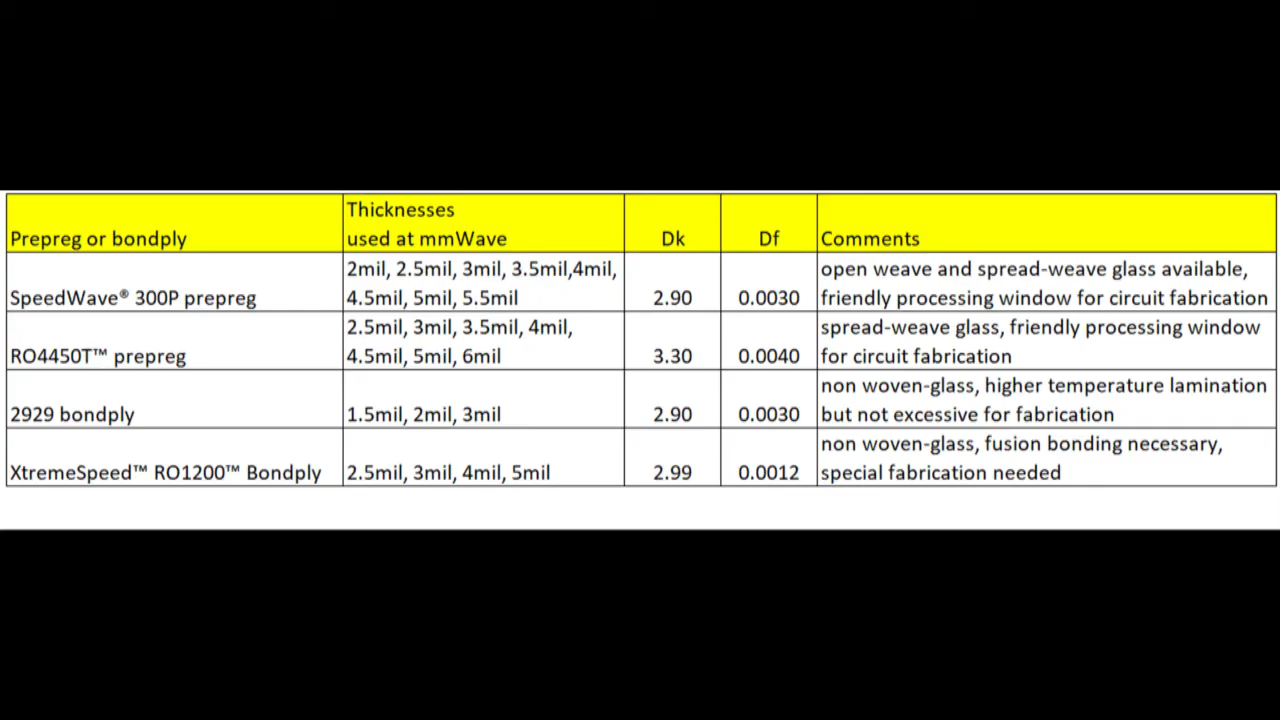 Prepreg or bondply
Thicknesses
used at mmWave
Dk
Df
Comments
SpeedWave® 300P prepreg
2mil, 2.5mil, 3mil, 3.5mil,4mil,
4.5mil, 5mil, 5.5mil
2.90
0.0030
open weave and spread-weave glass available,
friendly processing window for circuit fabrication
RO4450T™ prepreg
2.5mil, 3mil, 3.5mil, 4mil,
4.5mil, 5mil, 6mil
3.30
0.0040
spread-weave glass, friendly processing window
for circuit fabrication
2929 bondply
1.5mil, 2mil, 3mil
2.90
0.0030
non woven-glass, higher temperature lamination
but not excessive for fabrication
XtremeSpeed™ RO1200™ Bondply
2.5mil, 3mil, 4mil, 5mil
2.99
0.0012
non woven-glass, fusion bonding necessary,
special fabrication needed